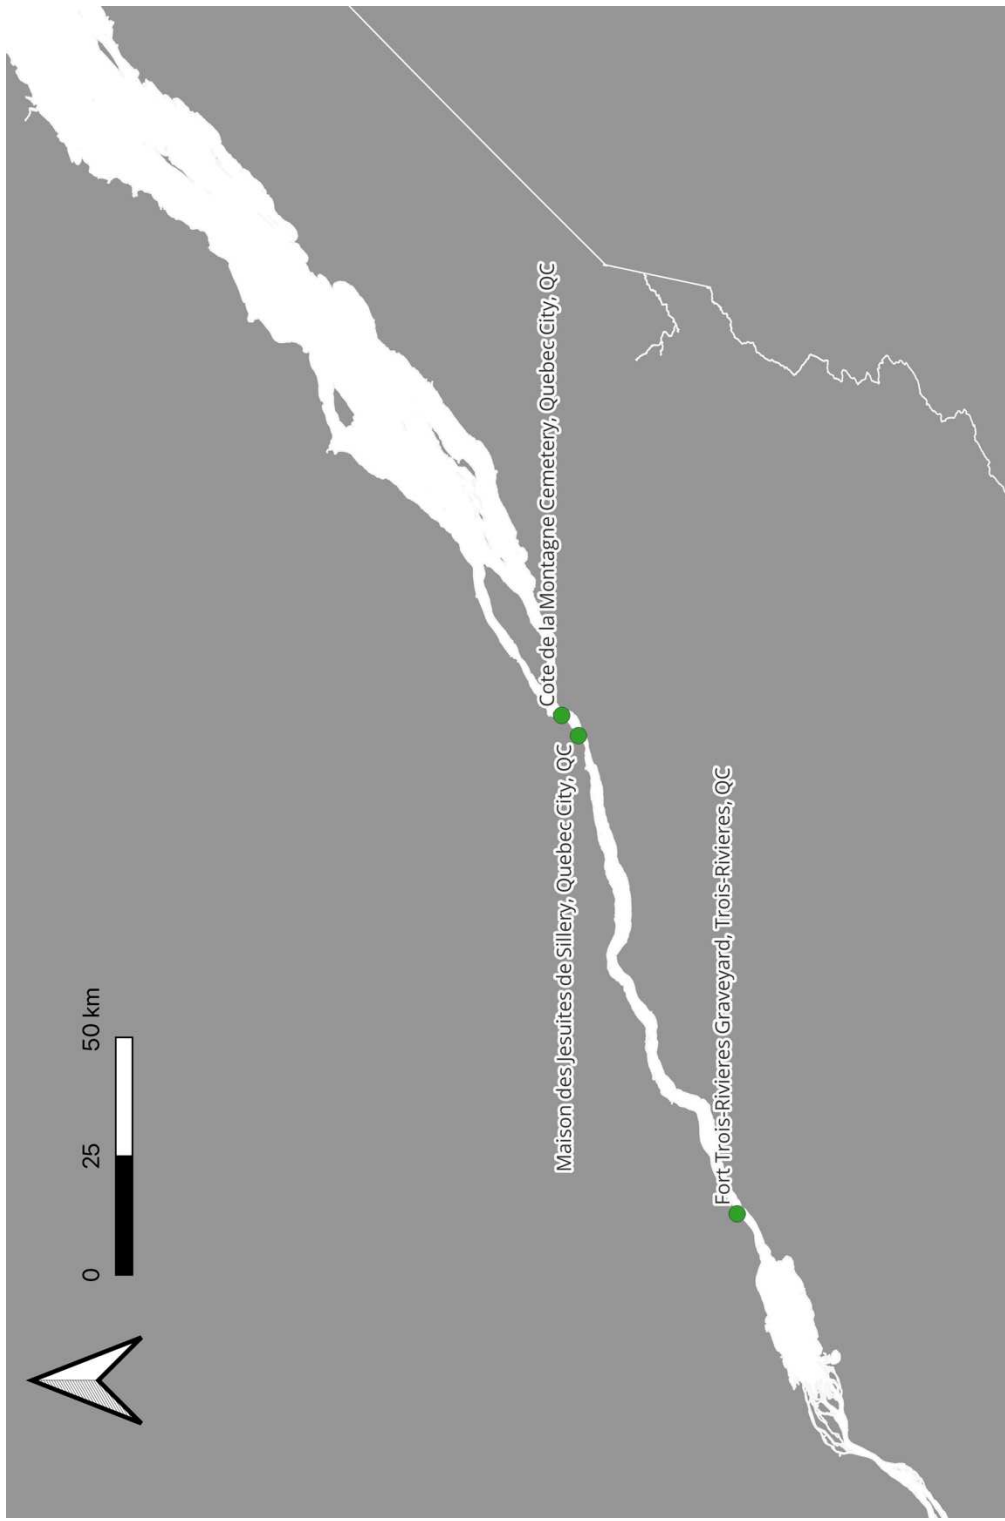 0 25 50 km
Cote de la Montagne Cemetery, Quebec City, QC
Maison des Jesuites de Sillery, Quebec City, QC
Fort Trois-Rivieres Graveyard, Trois-Rivieres, QC